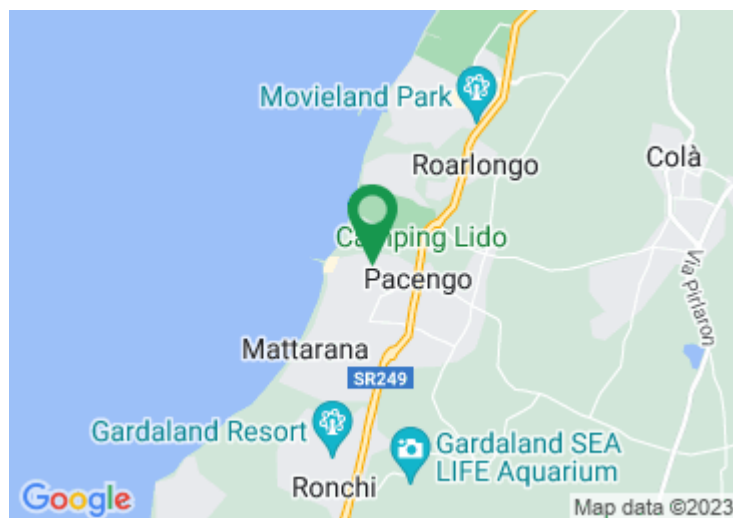 Movieland Park
Roarlongo
Colà
Camping Lido
Pacengo
Via Pirlaron
Mattarana
SR249
Gardaland Resort
Gardaland SEA
LIFE Aquarium
Ronchi
Google
Map data ©2023